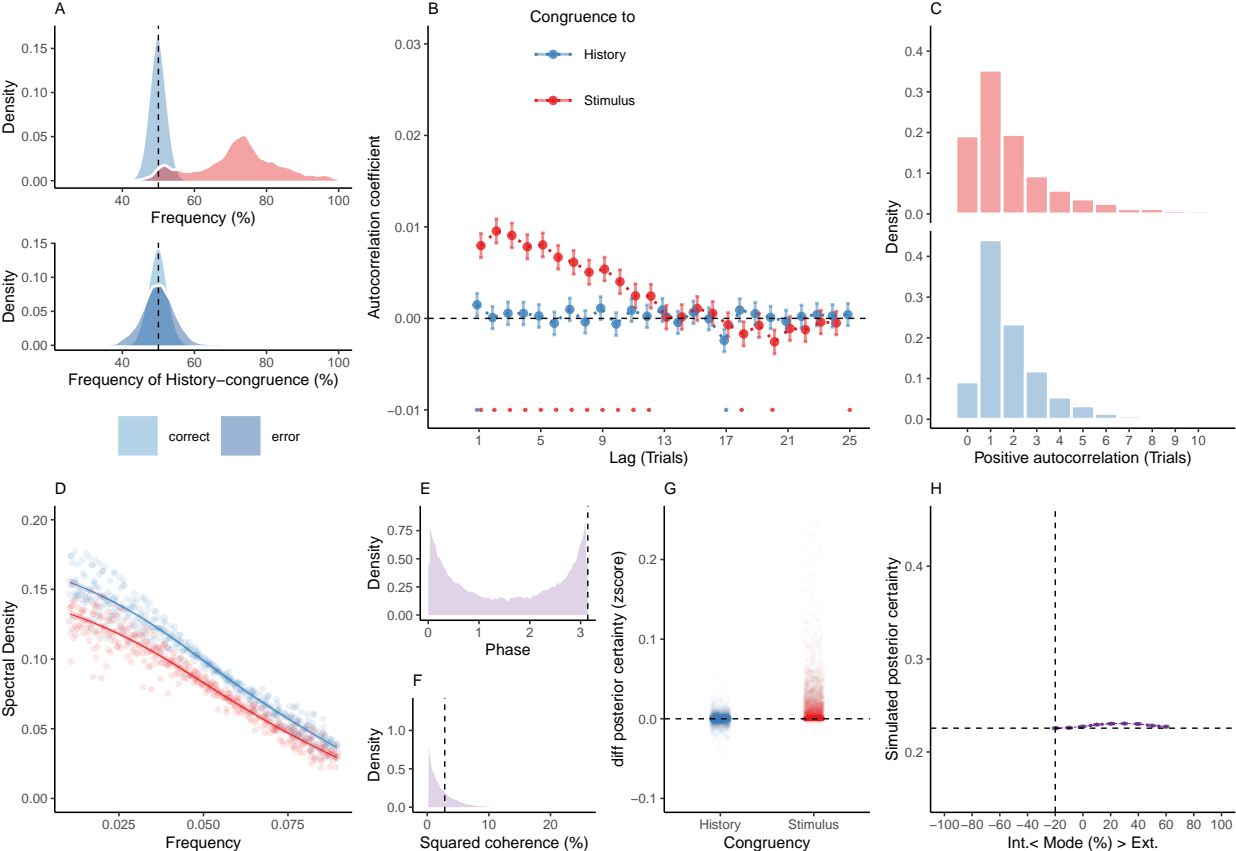 A
Density
0.15
0.10
0.05
0.00
40 60 80 100
Frequency (%)
Density
0.15
0.10
0.05
0.00
40 60 80 100
Frequency of History−congruence (%)
correct error
B
Congruence to
History
Stimulus
Autocorrelation coefficient
0.03
0.02
0.01
0.00
−0.01
1 5 9 13 17 21 25
Lag (Trials)
C
Density
0.4
0.3
0.2
0.1
0.0
0.4
0.3
0.2
0.1
0.0
0 1 2 3 4 5 6 7 8 9 10
Positive autocorrelation (Trials)
D
Spectral Density
0.20
0.15
0.10
0.05
0.00
0.025 0.050 0.075
Frequency
E
Density
0.75
0.50
0.25
0.00
0 1 2 3
Phase
F
Density
1.0
0.5
0.0
0 10 20
Squared coherence (%)
G
diff posterior certainty (zscore)
0.2
0.1
0.0
−0.1
History Stimulus
Congruency
H
Simulated posterior certainty
0.4
0.3
0.2
−100 −80 −60 −40 −20 0 20 40 60 80 100
Int.< Mode (%) > Ext.